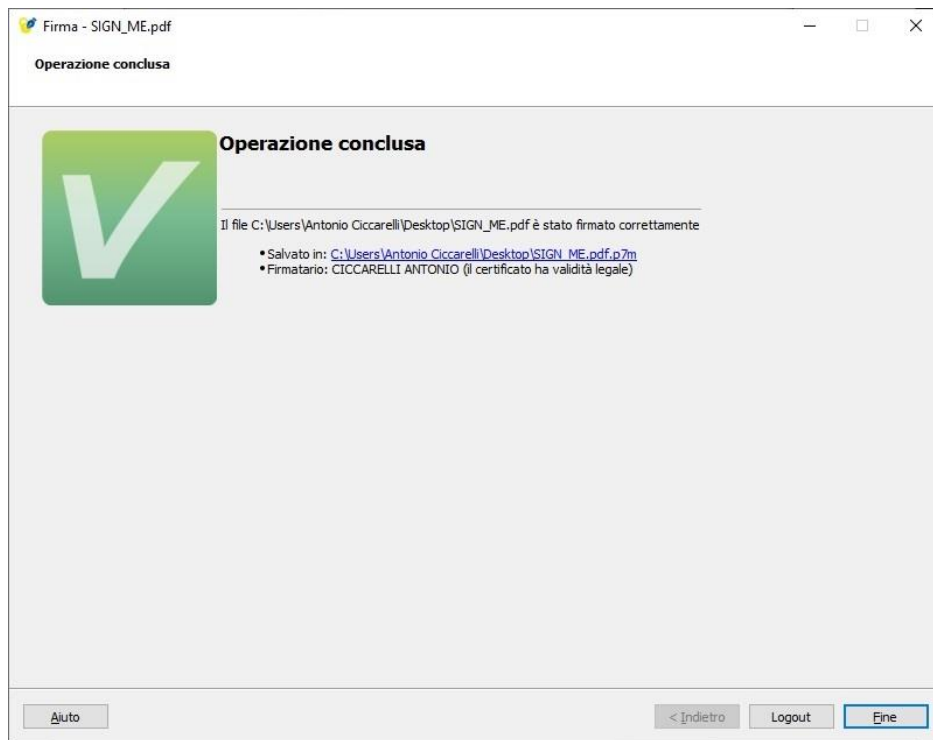 Firma - SIGN_ME.pdf
Operazione conclusa
Operazione conclusa
Il file C:\Users\Antonio Ciccarelli\Desktop\SIGN_ME.pdf è stato firmato correttamente
• Salvato in: C:\Users\Antonio Ciccarelli\Desktop\SIGN_ME.pdf.p7m
• Firmatario: CICCARELLI ANTONIO (il certificato ha validità legale)
Aiuto
< Indietro
Logout
Fine